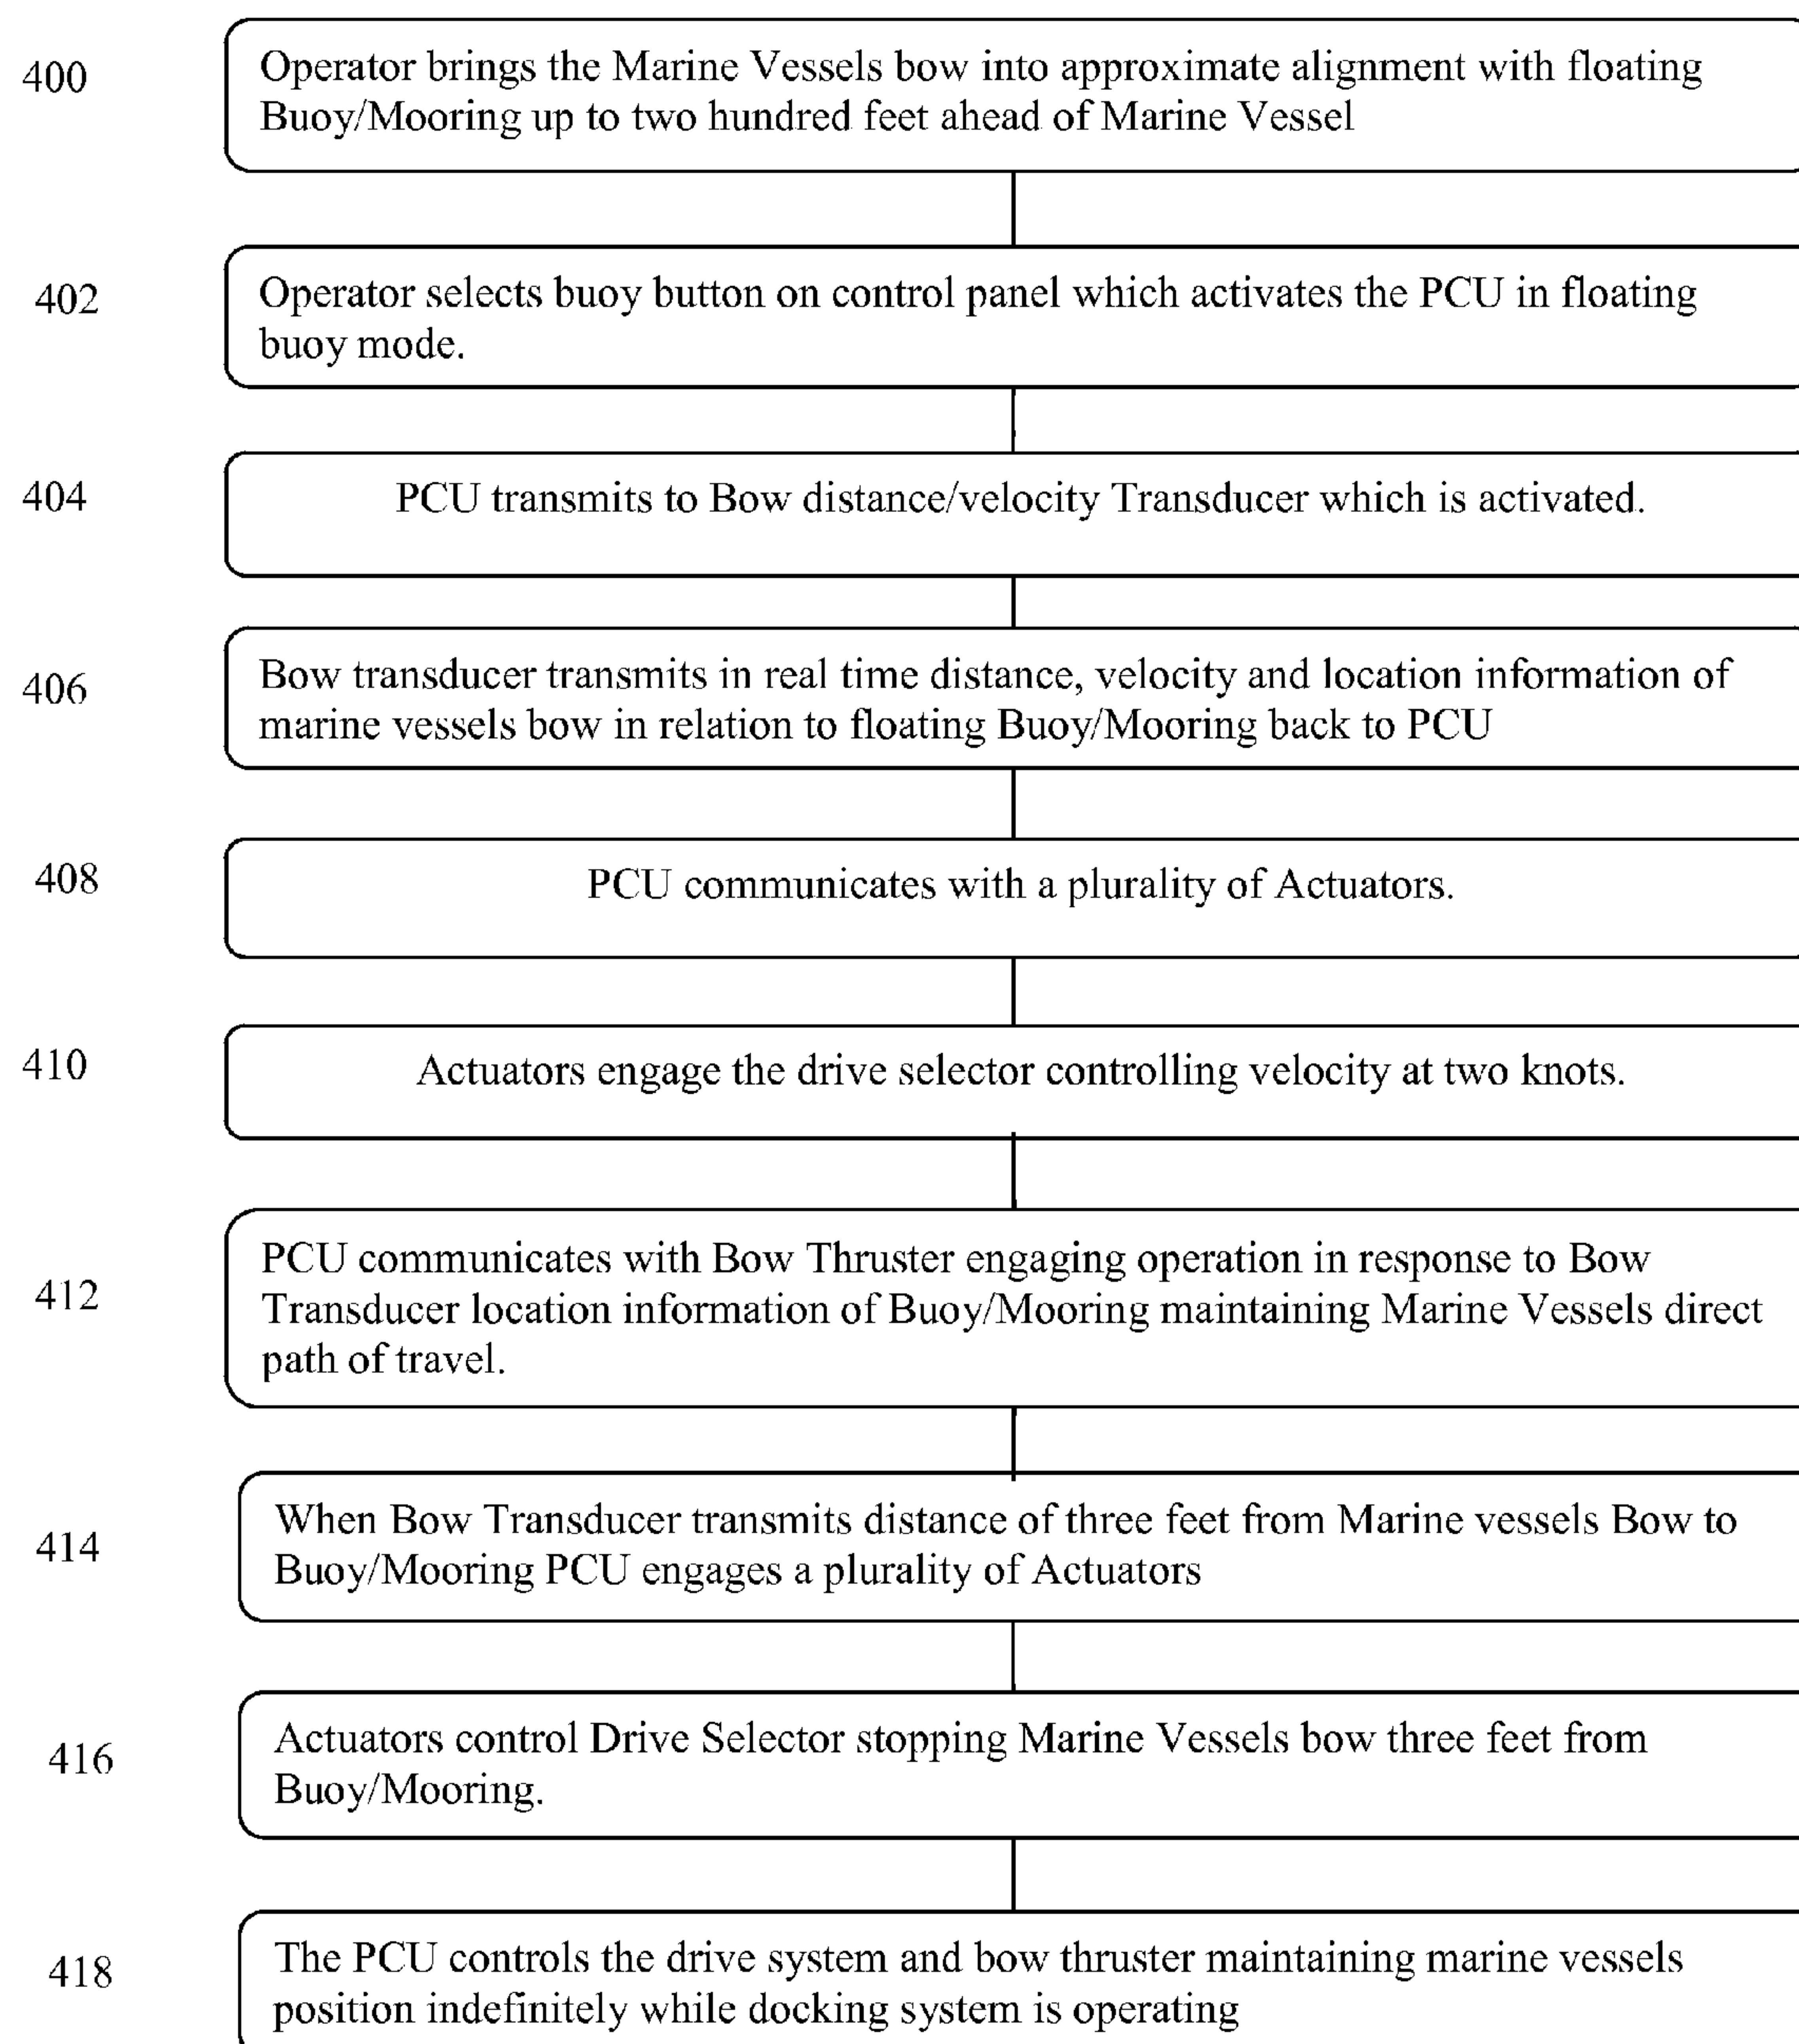 400
Operator brings the Marine Vessels bow into approximate alignment with floating
Buoy/Mooring up to two hundred feet ahead of Marine Vessel
402
Operator selects buoy button on control panel which activates the PCU in floating
buoy mode.
404
PCU transmits to Bow distance/velocity Transducer which is activated.
406
Bow transducer transmits in real time distance, velocity and location information of
marine vessels bow in relation to floating Buoy/Mooring back to PCU
408
PCU communicates with a plurality of Actuators.
410
Actuators engage the drive selector controlling velocity at two knots.
412
PCU communicates with Bow Thruster engaging operation in response to Bow
Transducer location information of Buoy/Mooring maintaining Marine Vessels direct
path of travel.
414
When Bow Transducer transmits distance of three feet from Marine vessels Bow to
Buoy/Mooring PCU engages a plurality of Actuators
416
Actuators control Drive Selector stopping Marine Vessels bow three feet from
Buoy/Mooring.
418
The PCU controls the drive system and bow thruster maintaining marine vessels
position indefinitely while docking system is operating